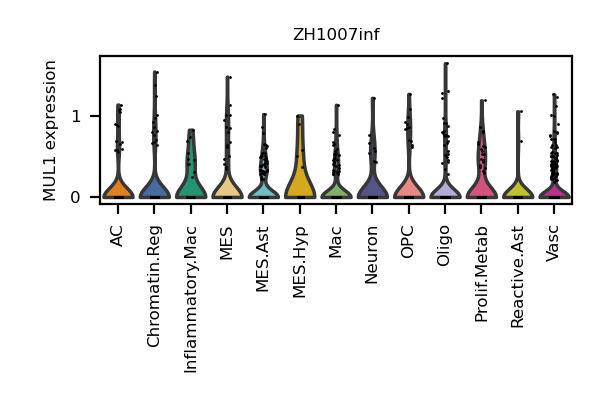 ZH1007inf
MUL1 expression
1
0
AC
Chromatin.Reg
Inflammatory.Mac
MES
MES.Ast
MES.Hyp
Mac
Neuron
OPC
Oligo
Prolif.Metab
Reactive.Ast
Vasc